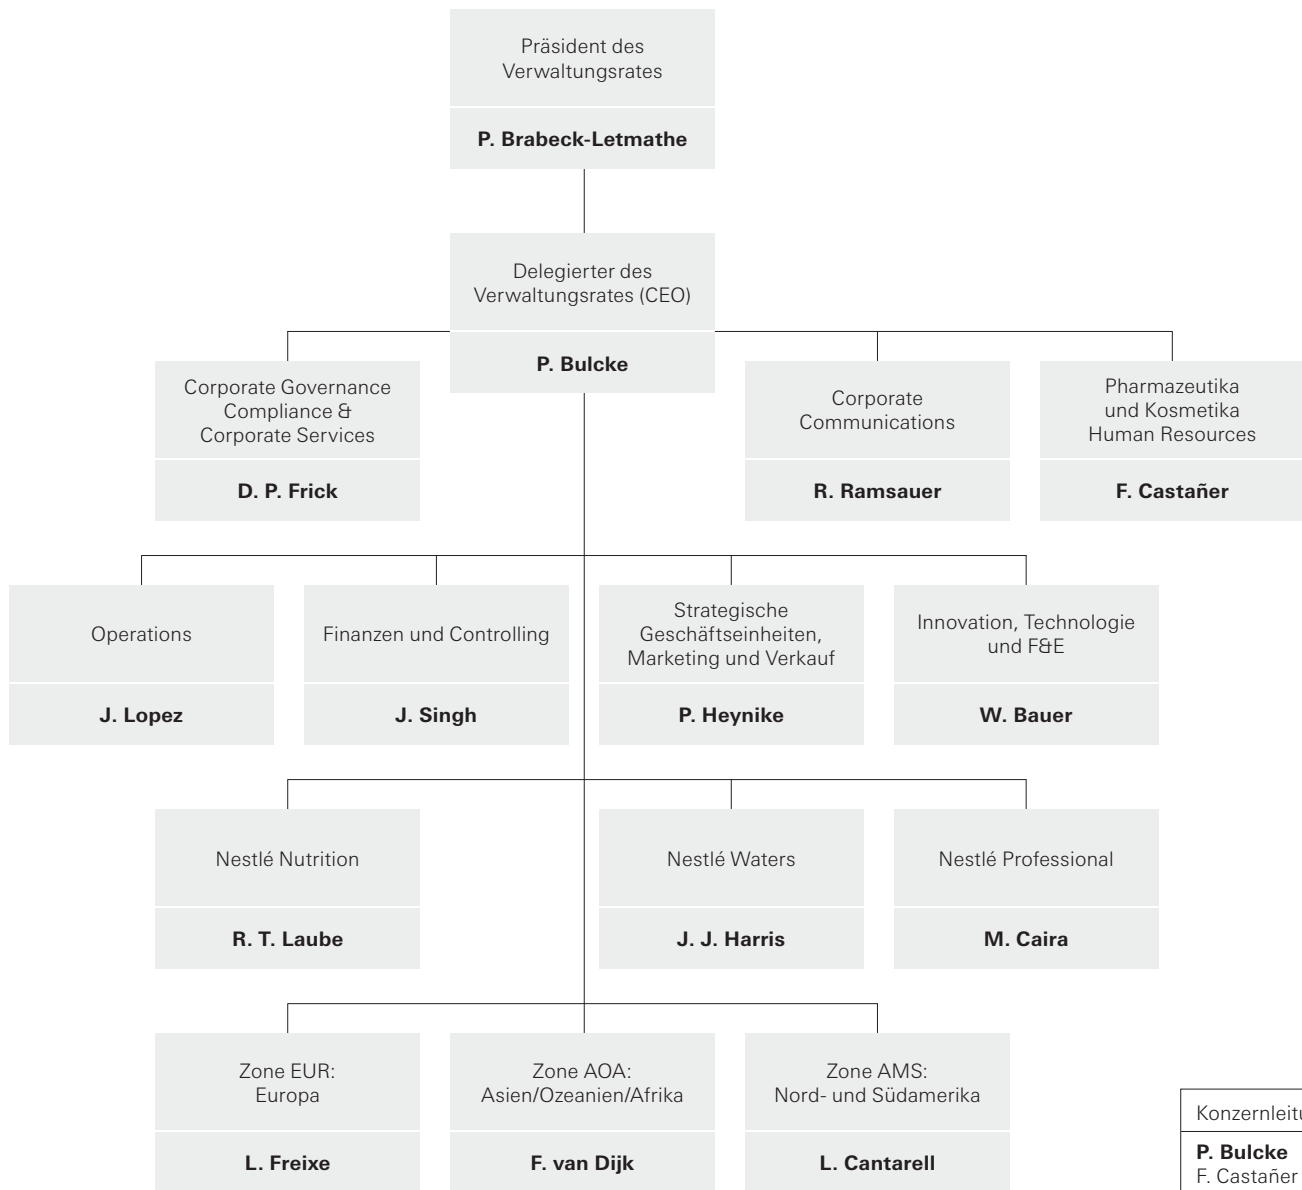 Präsident des
Verwaltungsrates
P. Brabeck-Letmathe
Delegierter des
Verwaltungsrates (CEO)
P. Bulcke
Corporate Governance
Compliance &
Corporate Services
D. P. Frick
Corporate
Communications
R. Ramsauer
Pharmazeutika
und Kosmetika
Human Resources
F. Castañer
Operations
J. Lopez
Finanzen und Controlling
J. Singh
Strategische
Geschäftseinheiten,
Marketing und Verkauf
P. Heynike
Innovation, Technologie
und F&E
W. Bauer
Nestlé Nutrition
R. T. Laube
Nestlé Waters
J. J. Harris
Nestlé Professional
M. Caira
Zone EUR:
Europa
L. Freixe
Zone AOA:
Asien/Ozeanien/Afrika
F. van Dijk
Zone AMS:
Nord- und Südamerika
L. Cantarell
P. Bulcke
F. Castañer